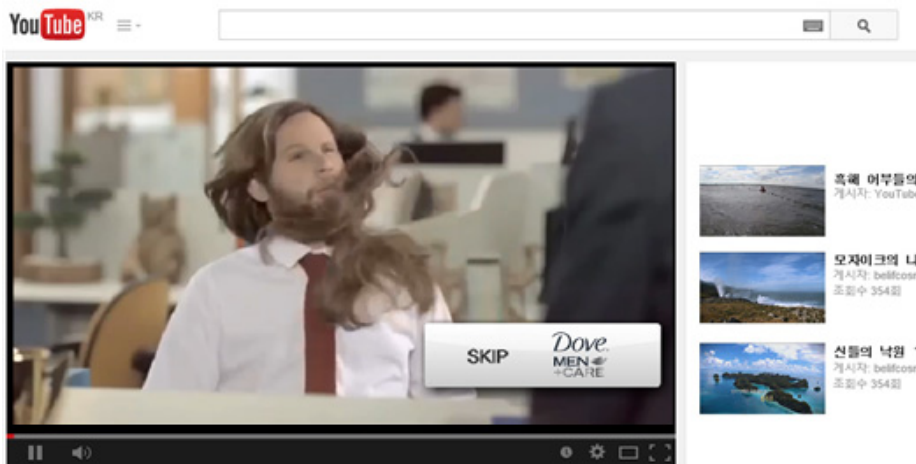 YouTube KR
SKIP
Dove
MEN
+CARE
흑해 어부들의
게시자: YouTube
모자이크의 나
게시자: belifcosm
조회수 354회
신들의 낙원
게시자: belifcosm
조회수 354회